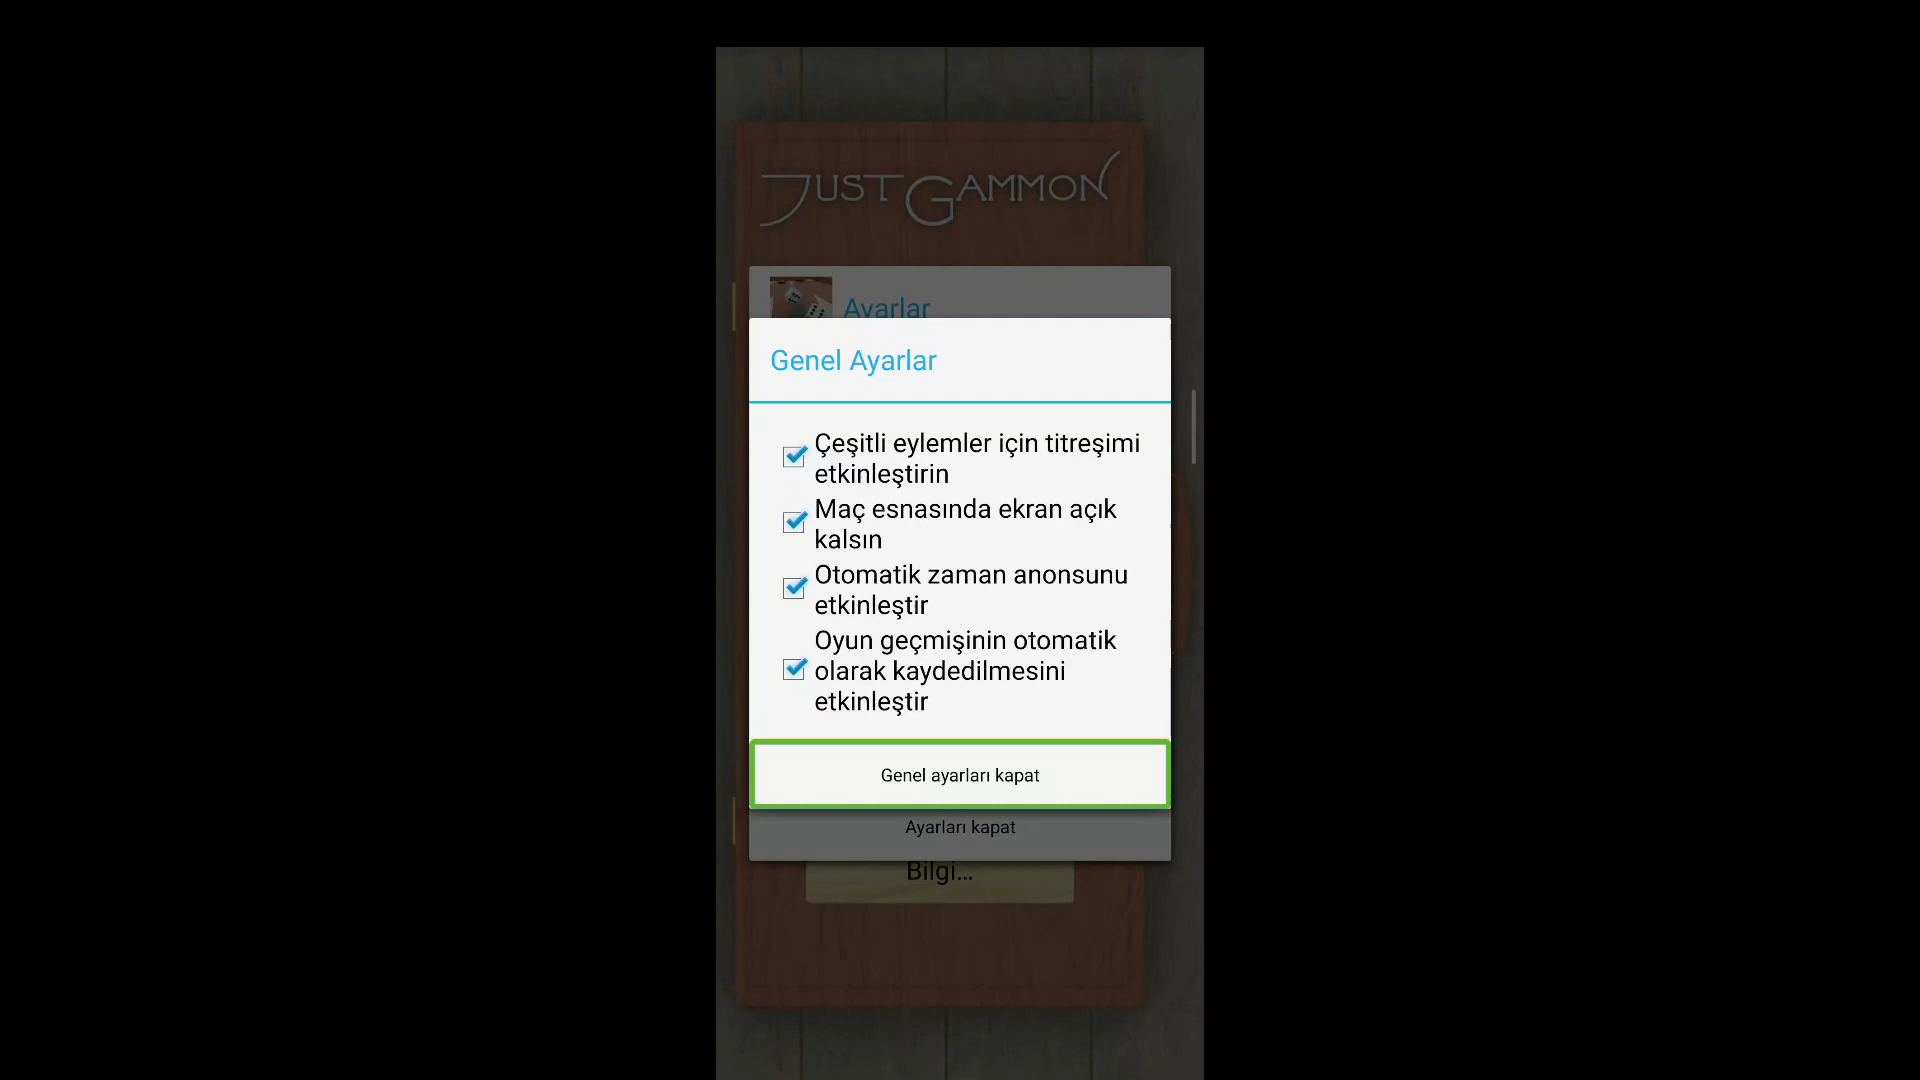 JUST GAMMON
Ayarlar
Genel Ayarlar
Çeşitli eylemler için titreşimi
etkinleştirin
Maç esnasında ekran açık
kalsın
Otomatik zaman anonsunu
etkinleştir
Oyun geçmişinin otomatik
olarak kaydedilmesini
etkinleştir
Genel ayarları kapat
Ayarları kapat
Bilgi...